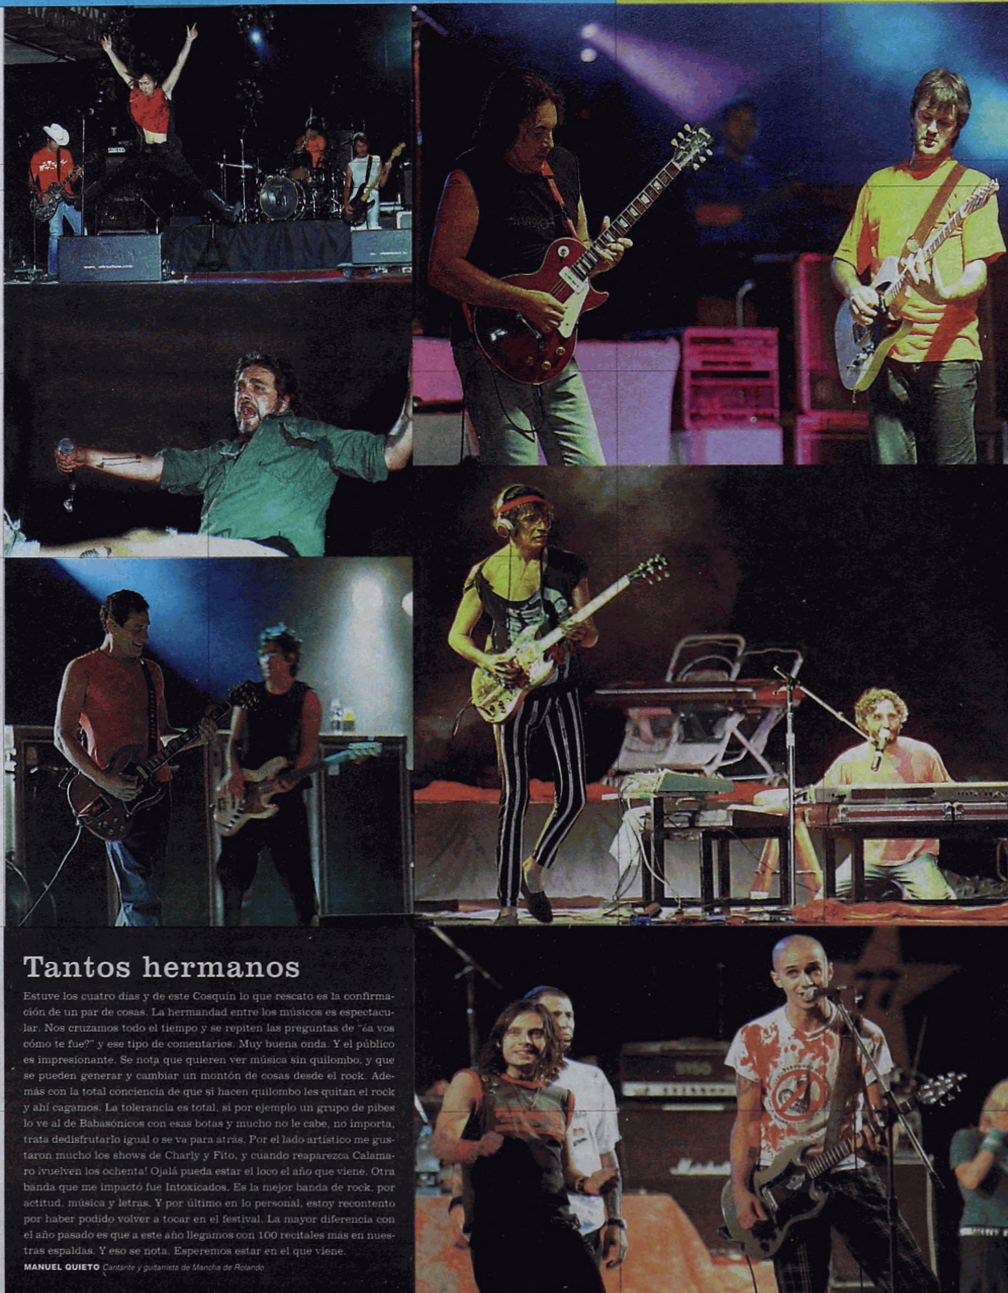 Tantos hermanos
Estuve los cuatro días y de este Cosquín lo que rescato es la confirma-
ción de un par de cosas. La hermandad entre los músicos es espectacu-
lar. Nos cruzamos todo el tiempo y se repiten las preguntas de "¿a vos
cómo te fue?" y ese tipo de comentarios. Muy buena onda. Y el público
es impresionante. Se nota que quieren ver música sin quilombo, y que
se pueden generar y cambiar un montón de cosas desde el rock. Ade-
más con la total conciencia de que si hacen quilombo les quitan el rock
y ahí cagamos. La tolerancia es total, si por ejemplo un grupo de pibes
lo ve al de Babasónicos con esas botas y mucho no le cabe, no importa,
trata dedisfrutarlo igual o se va para atrás. Por el lado artístico me gus-
taron mucho los shows de Charly y Fito, y cuando reaparezca Calama-
ro ¡vuelven los ochenta! Ojalá pueda estar el loco el año que viene. Otra
banda que me impactó fue Intoxicados. Es la mejor banda de rock, por
actitud, música y letras. Y por último en lo personal, estoy recontento
por haber podido volver a tocar en el festival. La mayor diferencia con
el año pasado es que a este año llegamos con 100 recitales más en nues-
tras espaldas. Y eso se nota. Esperemos estar en el que viene.
MANUEL QUIETO Cantante y guitarrista de Mancha de Rolando
5150
Marshall